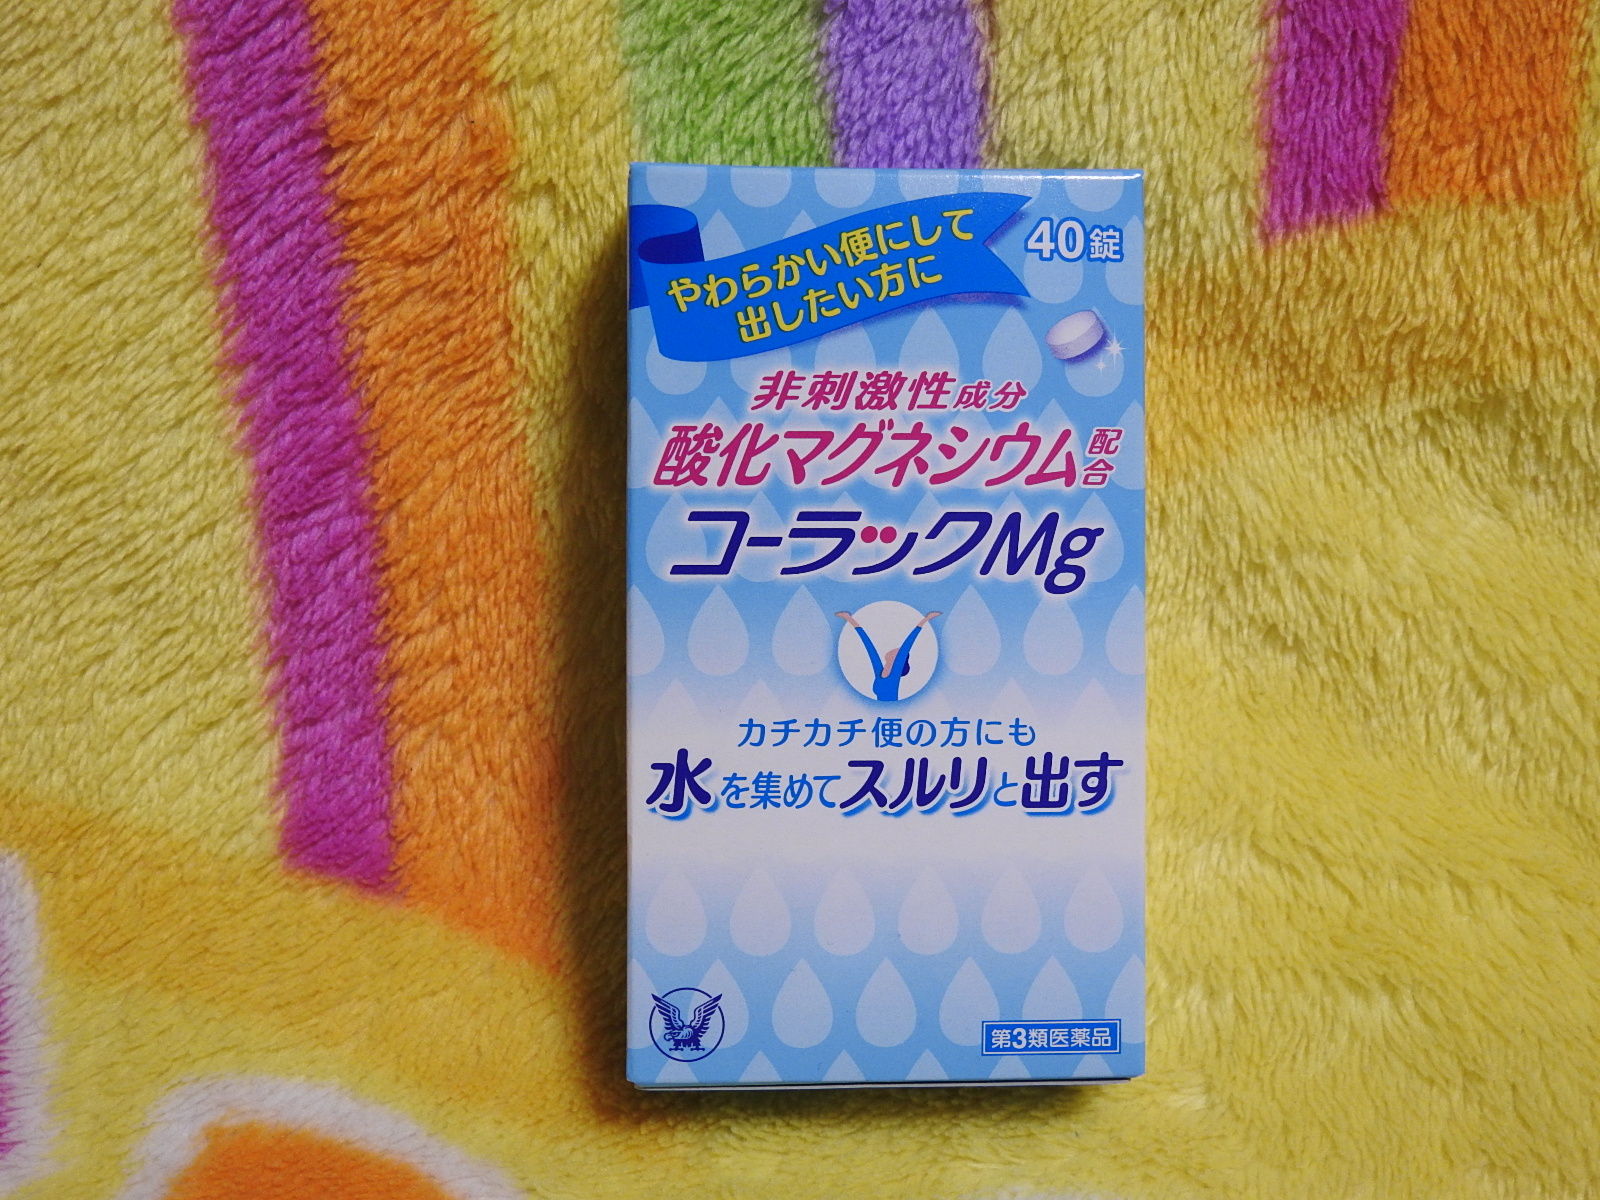 やわらかい便にして
出したい方に
40錠
非刺激性成分
酸化マグネシウム配合
コーラックMg
カチカチ便の方にも
水を集めてスルリと出す
第3類医薬品